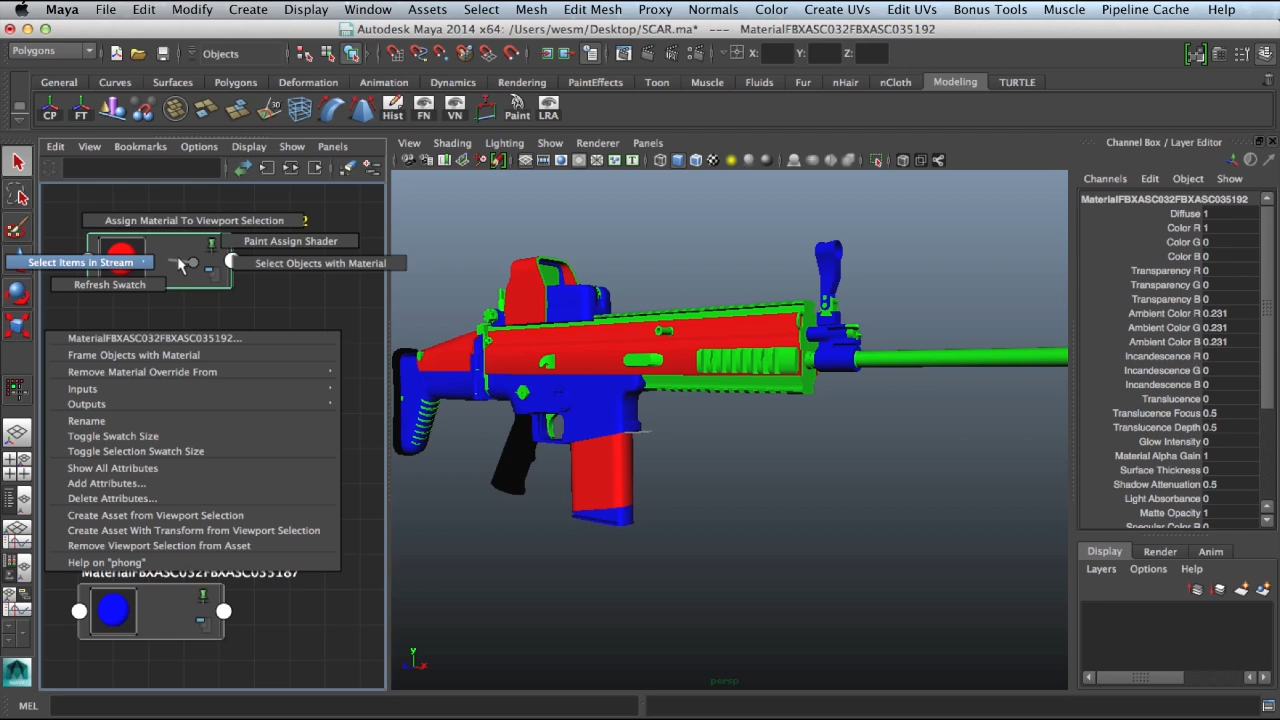 Maya File Edit Modify Create Display Window Assets Select Mesh Edit Mesh Proxy Normals Color Create UVs Edit UVs Bonus Tools Muscle Pipeline Cache Help
Autodesk Maya 2014 x64: /Users/wesm/Desktop/SCAR.ma* --- MaterialFBXASC032FBXASC035192
Polygons Objects X: Y: Z:
General Curves Surfaces Polygons Deformation Animation Dynamics Rendering PaintEffects Toon Muscle Fluids Fur nHair nCloth Modeling TURTLE
CP FT 30 Hist FN VN Paint LRA
Edit View Bookmarks Options Display Show Panels
View Shading Lighting Show Renderer Panels
Channel Box / Layer Editor
Channels Edit Object Show
MaterialFBXASC032FBXASC035192
Diffuse 1
Color R 1
Color G 0
Color B 0
Transparency R 0
Transparency G 0
Transparency B 0
Ambient Color R 0.231
Ambient Color G 0.231
Ambient Color B 0.231
Incandescence R 0
Incandescence G 0
Incandescence B 0
Translucence 0
Translucence Focus 0.5
Translucence Depth 0.5
Glow Intensity 0
Material Alpha Gain 1
Surface Thickness 0
Shadow Attenuation 0.5
Light Absorbance 0
Matte Opacity 1
Specular Color R 0
Assign Material To Viewport Selection
2
Paint Assign Shader
Select Items in Stream
Select Objects with Material
Refresh Swatch
MaterialFBXASC032FBXASC035192...
Frame Objects with Material
Remove Material Override From
Inputs
Outputs
Rename
Toggle Swatch Size
Toggle Selection Swatch Size
Show All Attributes
Add Attributes...
Delete Attributes...
Create Asset from Viewport Selection
Create Asset With Transform from Viewport Selection
Remove Viewport Selection from Asset
Help on "phong"
MaterialFBXASC032FBXASC035187
y
z x
persp
Display Render Anim
Layers Options Help
MEL